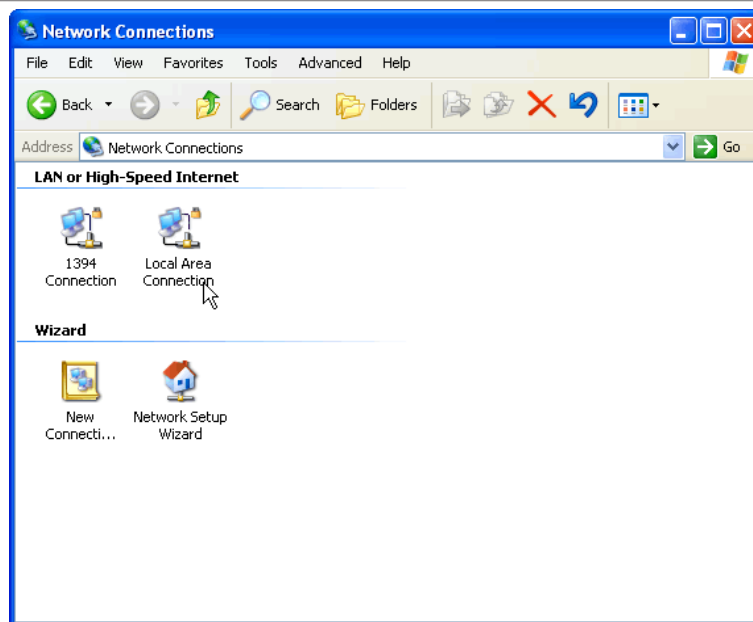 Network Connections
File Edit View Favorites Tools Advanced Help
Back Search Folders
Address Network Connections Go
LAN or High-Speed Internet
1394 Connection
Local Area Connection
Wizard
New Connecti...
Network Setup Wizard